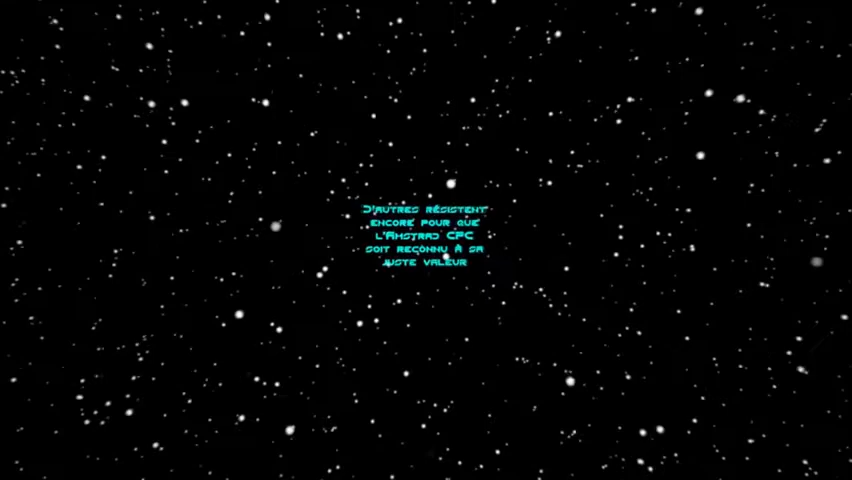 D'autres résistent
encore pour que
l'Amstrad CPC
soit reconnu à sa
juste valeur